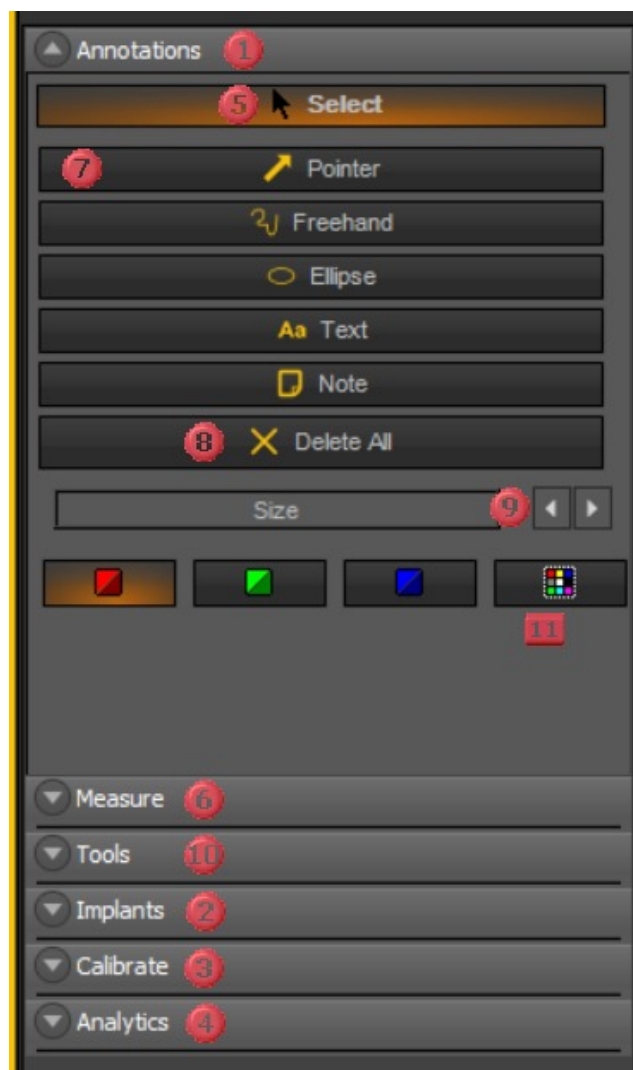 Annotations 1
5 Select
7 Pointer
Freehand
Ellipse
Aa Text
Note
8 Delete All
Size 9
11
Measure 6
Tools 10
Implants 2
Calibrate 3
Analytics 4